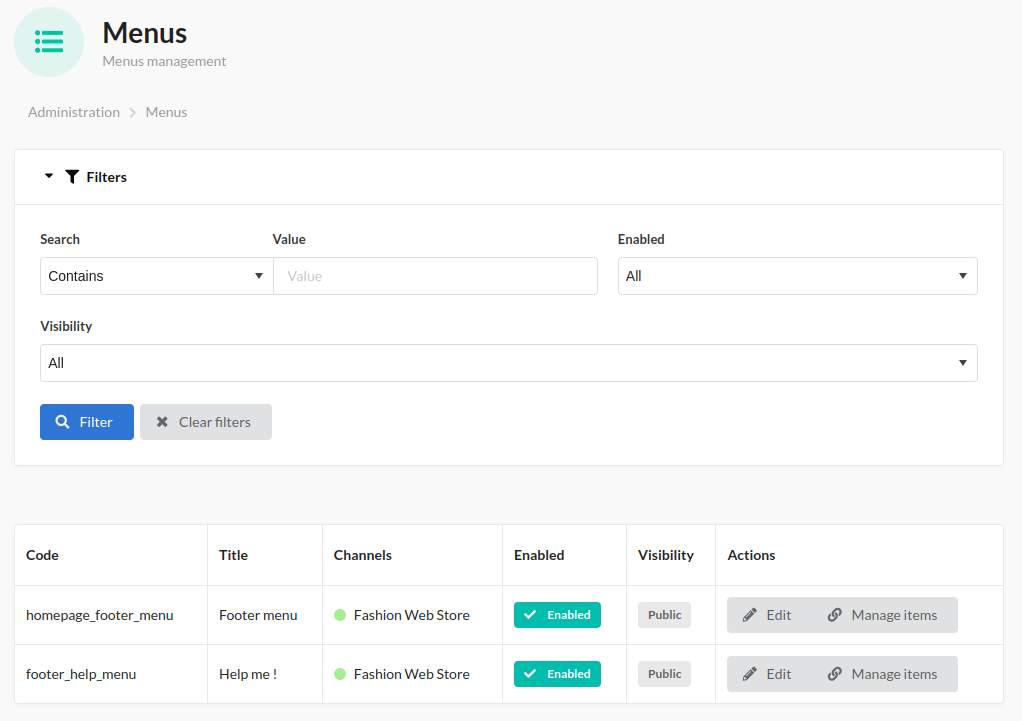 Menus
Menus management
Administration Menus
Filters
Search Value Enabled
Contains Value All
Visibility
All
Filter Clear filters
Code Title Channels Enabled Visibility Actions
homepage_footer_menu Footer menu Fashion Web Store Enabled Public Edit Manage items
footer_help_menu Help me ! Fashion Web Store Enabled Public Edit Manage items